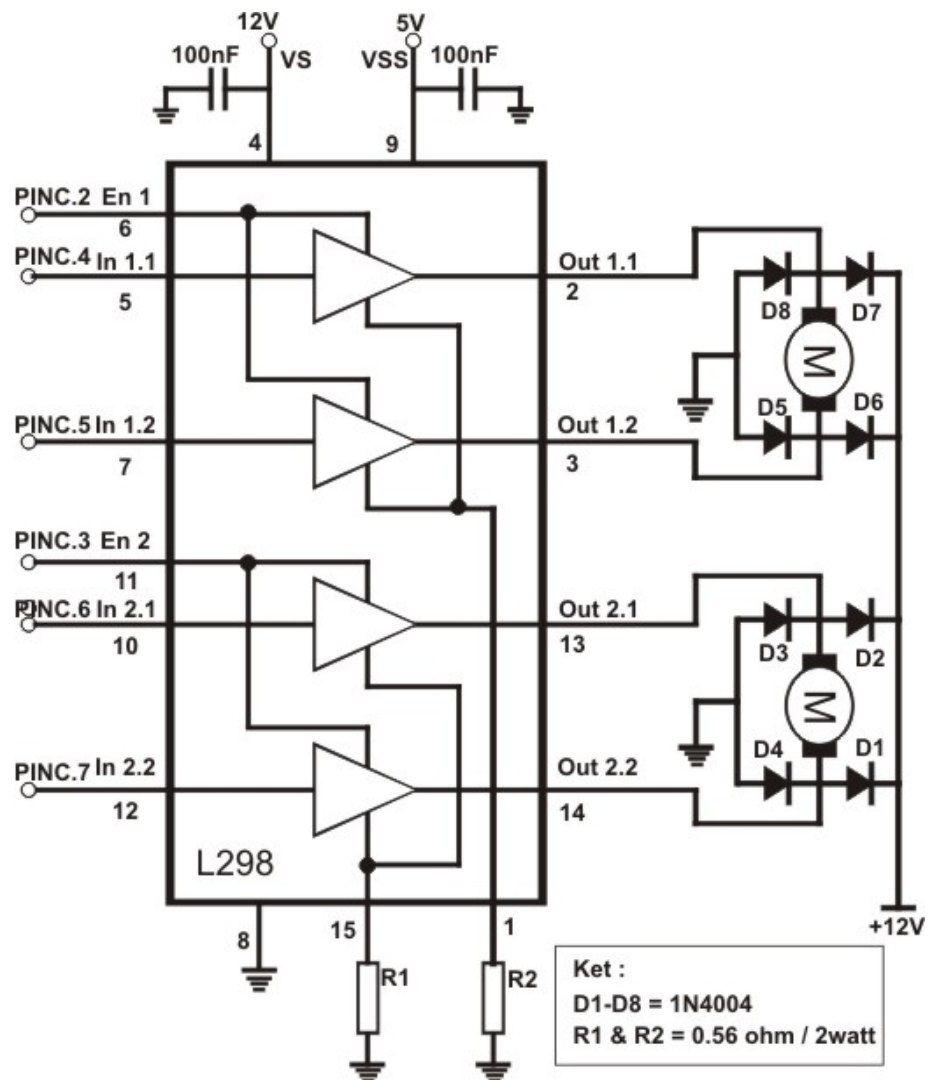 12V
5V
100nF
VS
VSS
100nF
4
9
PINC.2 En 1
6
PINC.4 In 1.1
5
Out 1.1
2
D8
D7
M
PINC.5 In 1.2
7
Out 1.2
3
D5
D6
PINC.3 En 2
11
PINC.6 In 2.1
10
Out 2.1
13
D3
D2
M
PINC.7 In 2.2
12
Out 2.2
14
D4
D1
L298
8
15
1
+12V
R1
R2
Ket :
D1-D8 = 1N4004
R1 & R2 = 0.56 ohm / 2watt